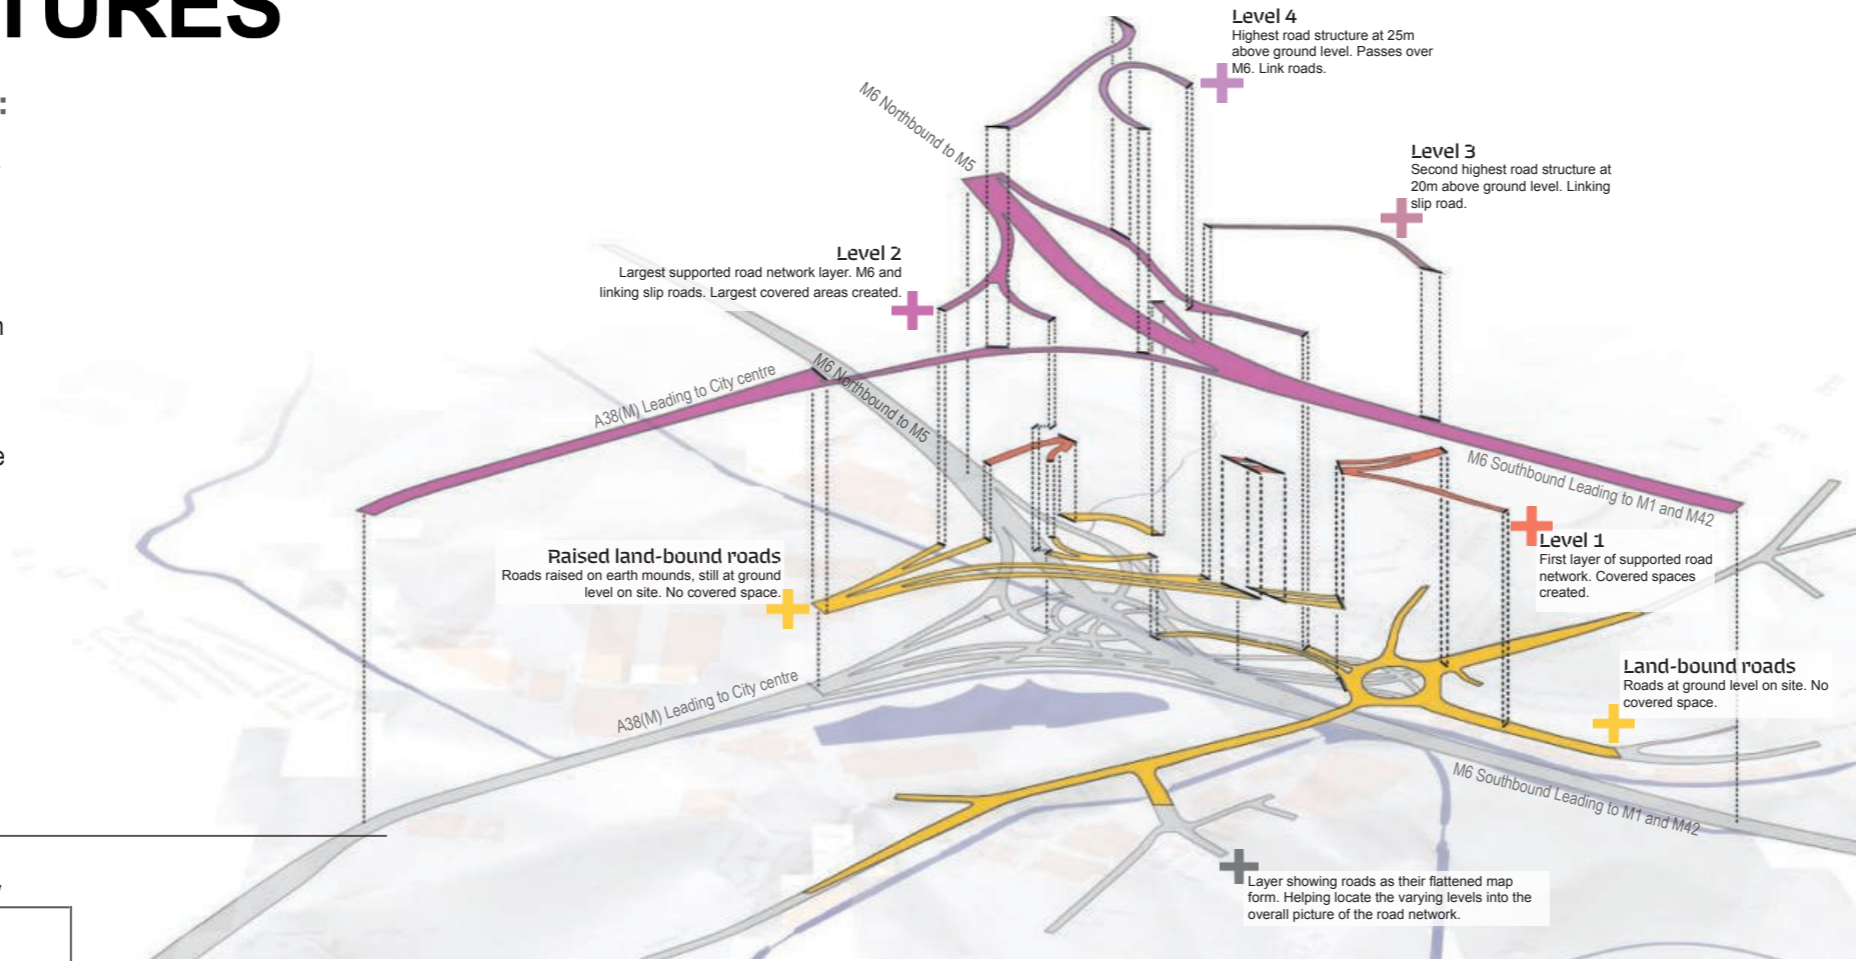 TURES
:
Level 4
Highest road structure at 25m
above ground level. Passes over
M6. Link roads.
M6 Northbound to M5
Level 3
Second highest road structure at
20m above ground level. Linking
slip road.
Level 2
Largest supported road network layer. M6 and
linking slip roads. Largest covered areas created.
A38(M) Leading to City centre
M6 Northbound to M5
M6 Southbound Leading to M1 and M42
Level 1
First layer of supported road
network. Covered spaces
created.
Raised land-bound roads
Roads raised on earth mounds, still at ground
level on site. No covered space.
Land-bound roads
Roads at ground level on site. No
covered space.
A38(M) Leading to City centre
M6 Southbound Leading to M1 and M42
Layer showing roads as their flattened map
form. Helping locate the varying levels into the
overall picture of the road network.